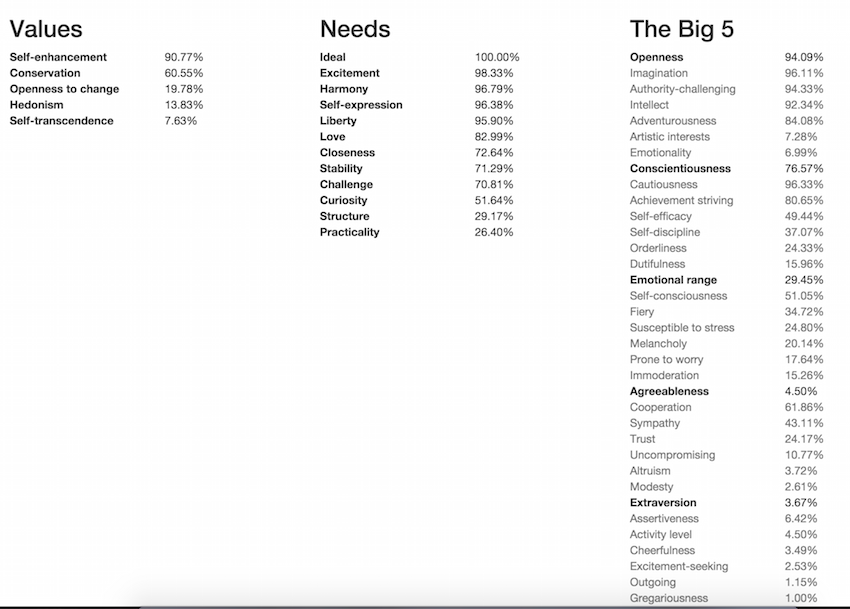 Values
Self-enhancement 90.77%
Conservation 60.55%
Openness to change 19.78%
Hedonism 13.83%
Self-transcendence 7.63%
Needs
Ideal 100.00%
Excitement 98.33%
Harmony 96.79%
Self-expression 96.38%
Liberty 95.90%
Love 82.99%
Closeness 72.64%
Stability 71.29%
Challenge 70.81%
Curiosity 51.64%
Structure 29.17%
Practicality 26.40%
The Big 5
Openness 94.09%
Imagination 96.11%
Authority-challenging 94.33%
Intellect 92.34%
Adventurousness 84.08%
Artistic interests 7.28%
Emotionality 6.99%
Conscientiousness 76.57%
Cautiousness 96.33%
Achievement striving 80.65%
Self-efficacy 49.44%
Self-discipline 37.07%
Orderliness 24.33%
Dutifulness 15.96%
Emotional range 29.45%
Self-consciousness 51.05%
Fiery 34.72%
Susceptible to stress 24.80%
Melancholy 20.14%
Prone to worry 17.64%
Immoderation 15.26%
Agreeableness 4.50%
Cooperation 61.86%
Sympathy 43.11%
Trust 24.17%
Uncompromising 10.77%
Altruism 3.72%
Modesty 2.61%
Extraversion 3.67%
Assertiveness 6.42%
Activity level 4.50%
Cheerfulness 3.49%
Excitement-seeking 2.53%
Outgoing 1.15%
Gregariousness 1.00%